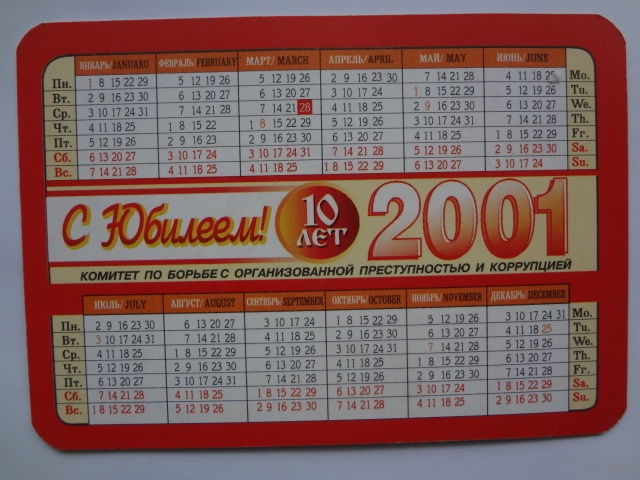 ЯНВАРЬ/JANUARU ФЕВРАЛЬ/FEBRUARY МАРТ/ MARCH АПРЕЛЬ/APRIL МАЙ/ MAY ИЮНЬ/JUNE
Пн. 1 8 15 22 29 5 12 19 26 5 12 19 26 2 9 16 23 30 7 14 21 28 4 11 18 25 Mo.
Вт. 2 9 16 23 30 6 13 20 27 6 13 20 27 3 10 17 24 1 8 15 22 29 5 12 19 26 Tu.
Ср. 3 10 17 24 31 7 14 21 28 7 14 21 28 4 11 18 25 2 9 16 23 30 6 13 20 27 We.
Чт. 4 11 18 25 1 8 15 22 1 8 15 22 29 5 12 19 26 3 10 17 24 31 7 14 21 28 Th.
Пт. 5 12 19 26 2 9 16 23 2 9 16 23 30 6 13 20 27 4 11 18 25 1 8 15 22 29 Fr.
Сб. 6 13 20 27 3 10 17 24 3 10 17 24 31 7 14 21 28 5 12 19 26 2 9 16 23 30 Sa.
Вс. 7 14 21 28 4 11 18 25 4 11 18 25 1 8 15 22 29 6 13 20 27 3 10 17 24 Su.
С Юбилеем! 10 ЛЕТ 2001
КОМИТЕТ ПО БОРЬБЕ С ОРГАНИЗОВАННОЙ ПРЕСТУПНОСТЬЮ И КОРРУПЦИЕЙ
ИЮЛЬ/ JULY АВГУСТ/ AUGUST СЕНТЯБРЬ/SEPTEMBER ОКТЯБРЬ/OCTOBER НОЯБРЬ/ NOVEMBER ДЕКАБРЬ/ DECEMBER
Пн. 2 9 16 23 30 6 13 20 27 3 10 17 24 1 8 15 22 29 5 12 19 26 3 10 17 24 31 Mo.
Вт. 3 10 17 24 31 7 14 21 28 4 11 18 25 2 9 16 23 30 6 13 20 27 4 11 18 25 Tu.
Ср. 4 11 18 25 1 8 15 22 29 5 12 19 26 3 10 17 24 31 7 14 21 28 5 12 19 26 We.
Чт. 5 12 19 26 2 9 16 23 30 6 13 20 27 4 11 18 25 1 8 15 22 29 6 13 20 27 Th.
Пт. 6 13 20 27 3 10 17 24 31 7 14 21 28 5 12 19 26 2 9 16 23 30 7 14 21 28 Fr.
Сб. 7 14 21 28 4 11 18 25 1 8 15 22 29 6 13 20 27 3 10 17 24 1 8 15 22 29 Sa.
Вс. 1 8 15 22 29 5 12 19 26 2 9 16 23 30 7 14 21 28 4 11 18 25 2 9 16 23 30 Su.